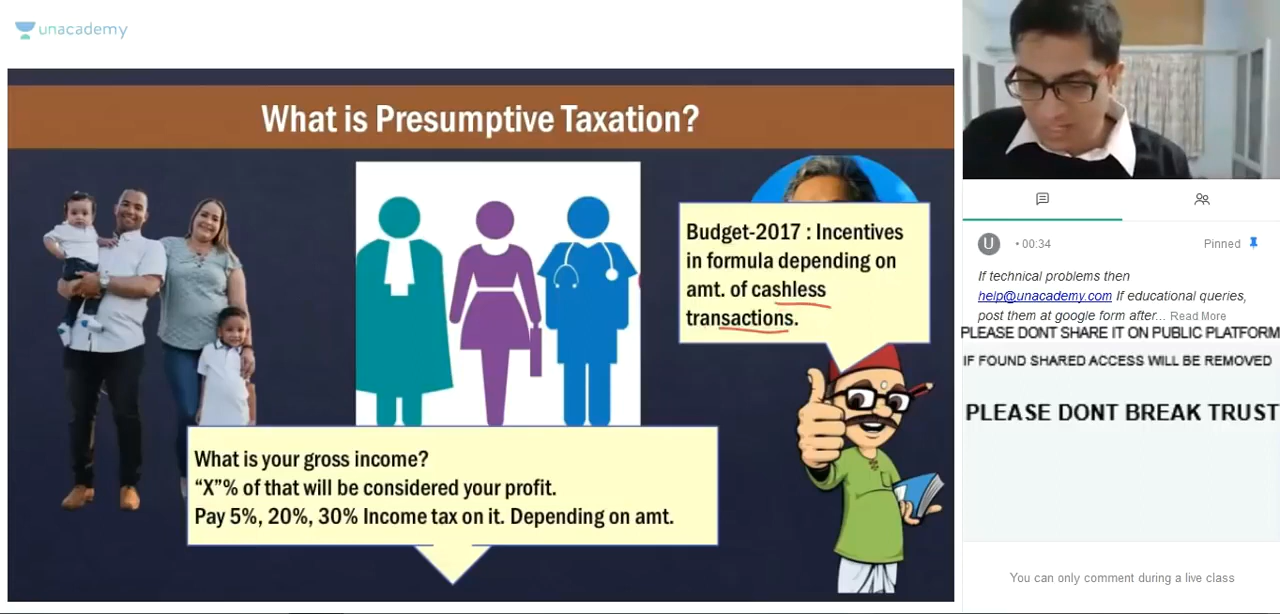 unacademy
What is Presumptive Taxation?
Budget-2017 : Incentives
in formula depending on
amt. of cashless
transactions.
What is your gross income?
“X”% of that will be considered your profit.
Pay 5%, 20%, 30% Income tax on it. Depending on amt.
U • 00:34 Pinned
If technical problems then
help@unacademy.com If educational queries,
post them at google form after... Read More
PLEASE DONT SHARE IT ON PUBLIC PLATFORM
IF FOUND SHARED ACCESS WILL BE REMOVED
PLEASE DONT BREAK TRUST
You can only comment during a live class